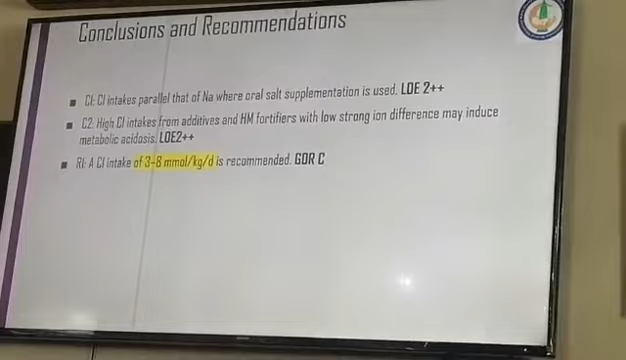 Conclusions and Recommendations
C1: Cl intakes parallel that of Na where oral salt supplementation is used. LOE 2++
C2: High Cl intakes from additives and HM fortifiers with low strong ion difference may induce
metabolic acidosis. LOE2++
R1: A Cl intake of 3-8 mmol/kg/d is recommended. GOR C